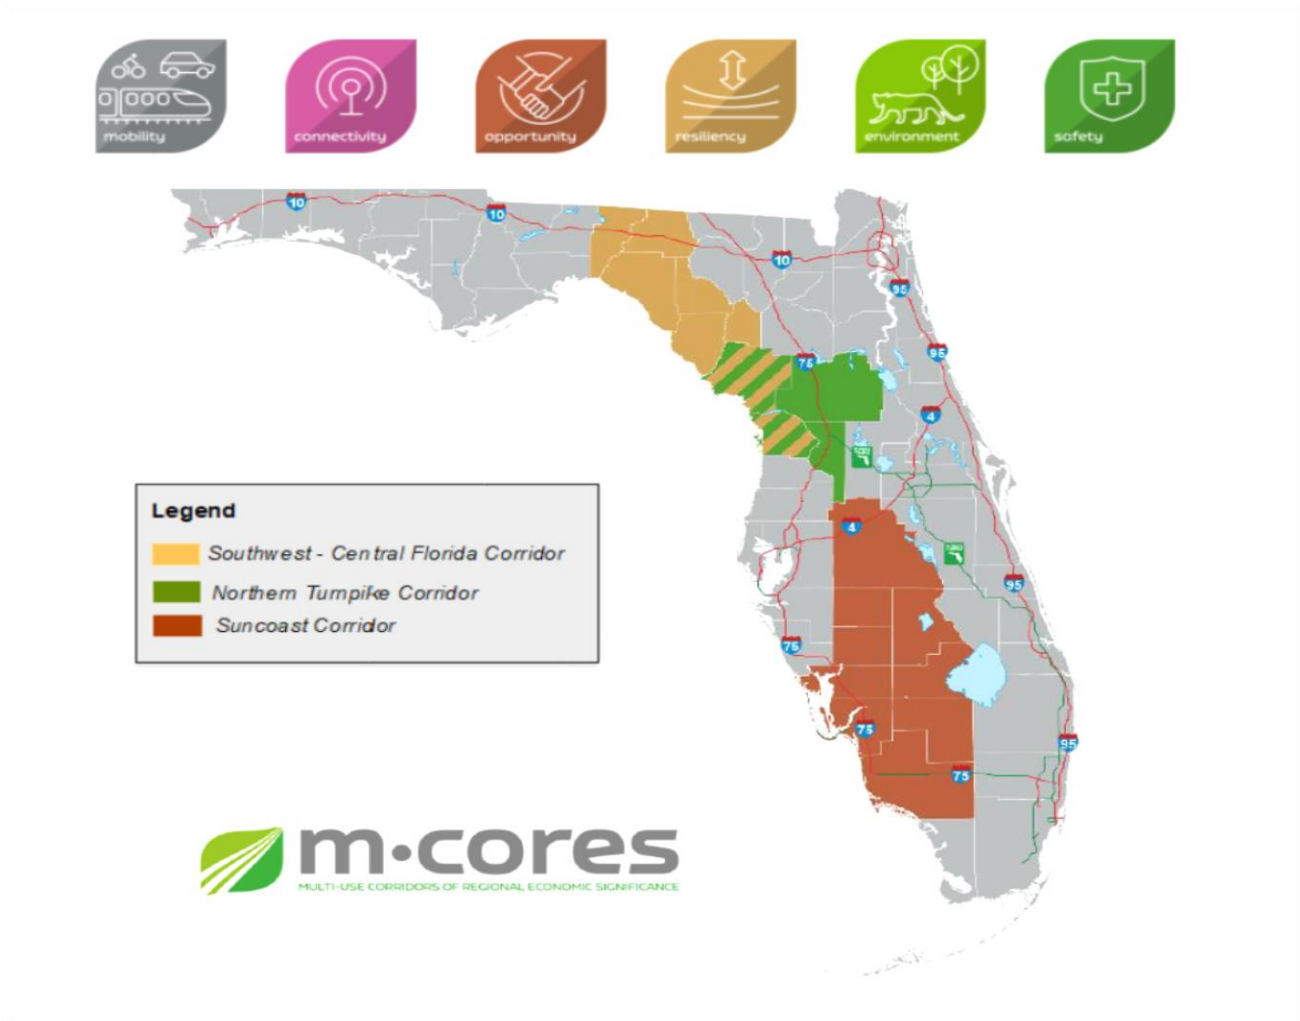 mobility
connectivity
opportunity
resiliency
environment
safety
10
10
10
95
75
95
4
4
95
75
75
75
95
Legend
Southwest - Central Florida Corridor
Northern Turnpike Corridor
Suncoast Corridor
m·cores
MULTI-USE CORRIDORS OF REGIONAL ECONOMIC SIGNIFICANCE